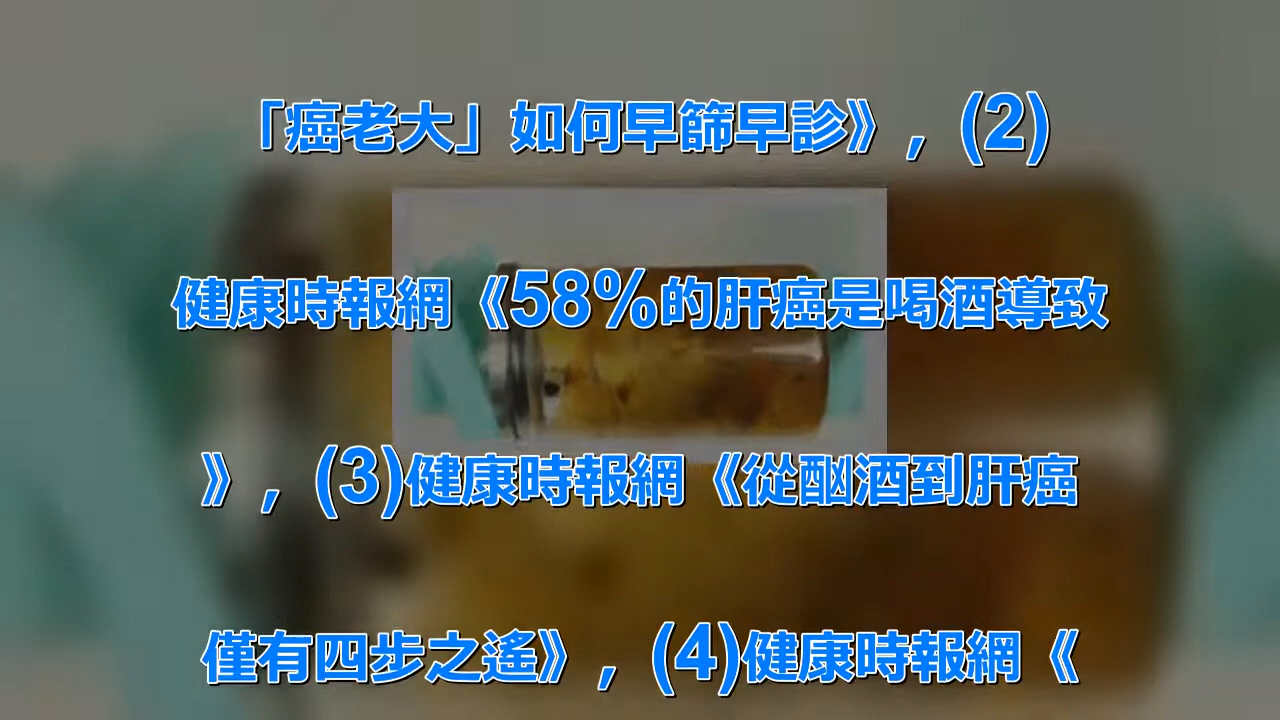 「癌老大」如何早篩早診》，(2)
健康時報網《58%的肝癌是喝酒導致
》，(3)健康時報網《從酗酒到肝癌
僅有四步之遙》，(4)健康時報網《